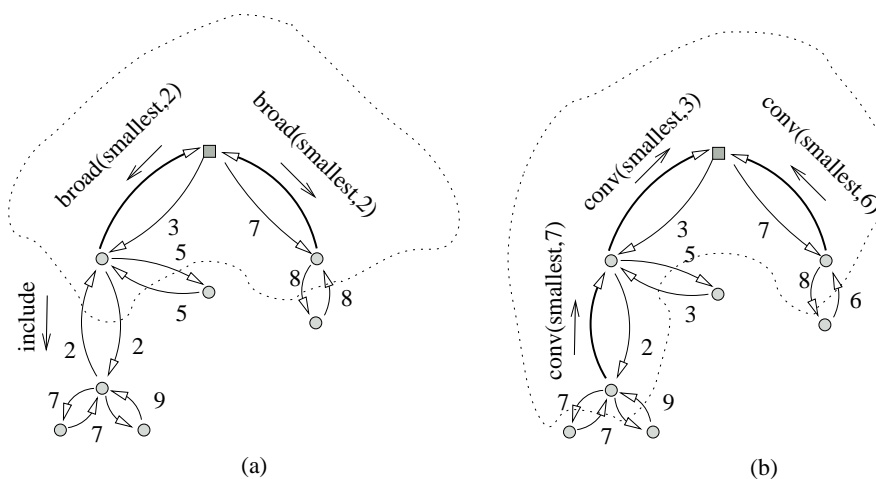 broad(smallest,2)
broad(smallest,2)
3
7
5
5
8
8
include
2
2
7
7
9
(a)
conv(smallest,3)
conv(smallest,6)
3
7
5
3
8
6
conv(smallest,7)
2
7
7
9
(b)